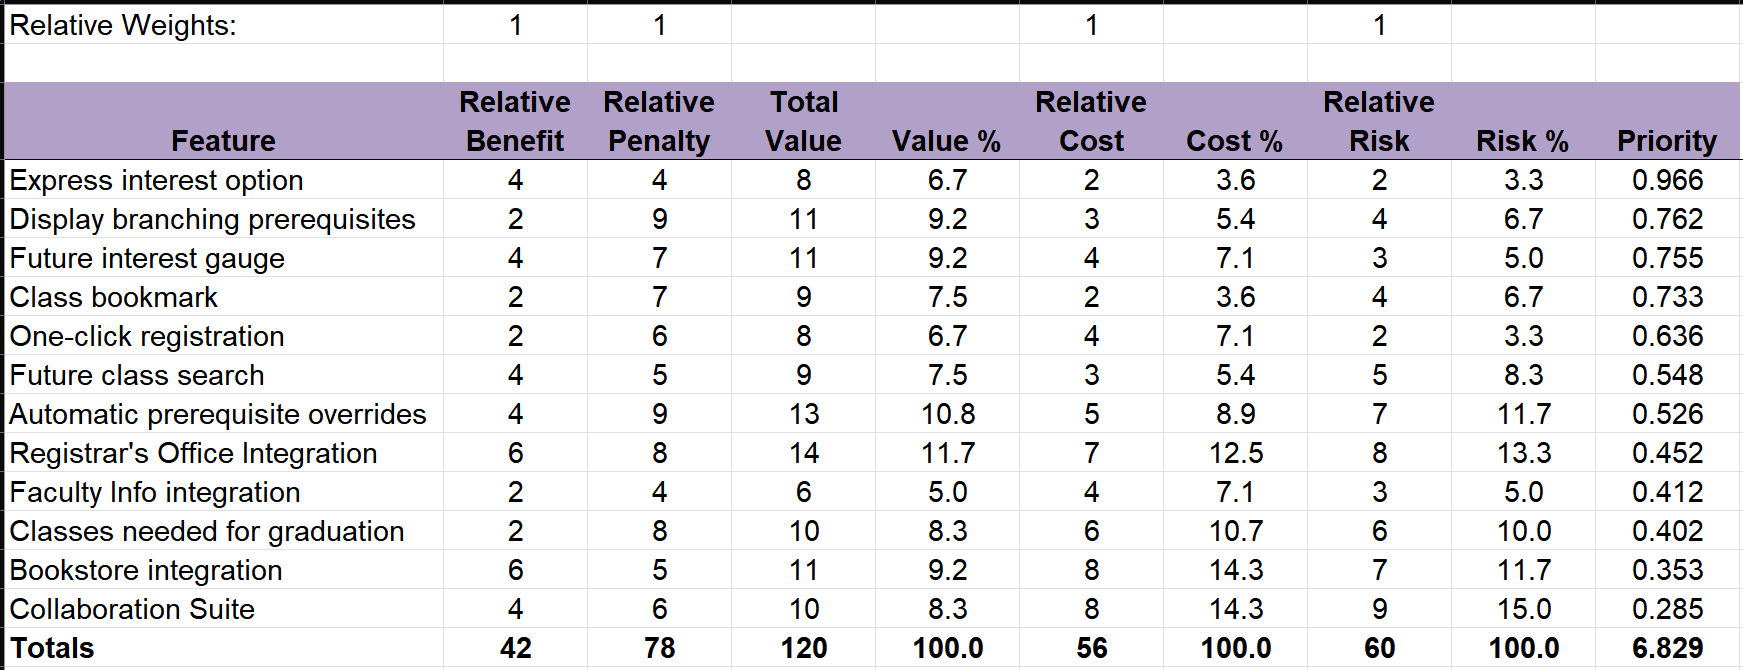 Relative Weights: 1 1 1 1
Relative Relative Total Relative Relative
Feature Benefit Penalty Value Value % Cost Cost % Risk Risk % Priority
Express interest option 4 4 8 6.7 2 3.6 2 3.3 0.966
Display branching prerequisites 2 9 11 9.2 3 5.4 4 6.7 0.762
Future interest gauge 4 7 11 9.2 4 7.1 3 5.0 0.755
Class bookmark 2 7 9 7.5 2 3.6 4 6.7 0.733
One-click registration 2 6 8 6.7 4 7.1 2 3.3 0.636
Future class search 4 5 9 7.5 3 5.4 5 8.3 0.548
Automatic prerequisite overrides 4 9 13 10.8 5 8.9 7 11.7 0.526
Registrar's Office Integration 6 8 14 11.7 7 12.5 8 13.3 0.452
Faculty Info integration 2 4 6 5.0 4 7.1 3 5.0 0.412
Classes needed for graduation 2 8 10 8.3 6 10.7 6 10.0 0.402
Bookstore integration 6 5 11 9.2 8 14.3 7 11.7 0.353
Collaboration Suite 4 6 10 8.3 8 14.3 9 15.0 0.285
Totals 42 78 120 100.0 56 100.0 60 100.0 6.829